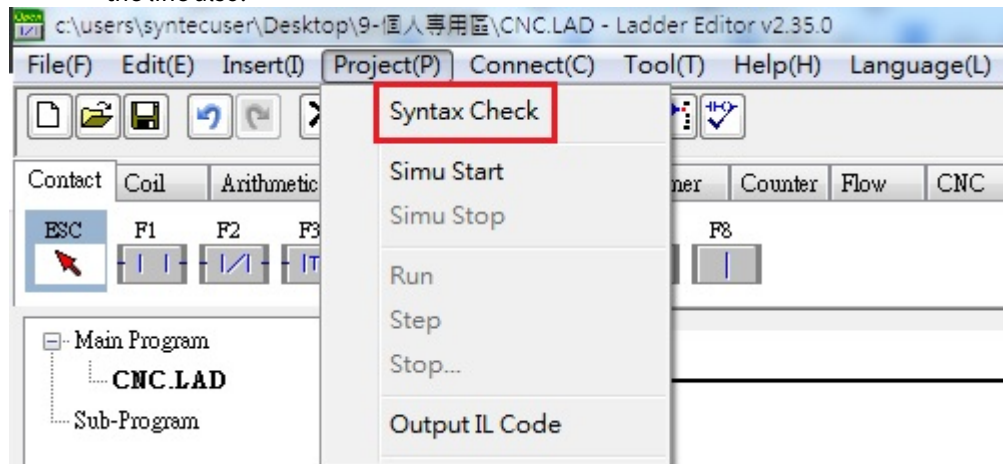 c:\users\syntecuser\Desktop\9-個人專用區\CNC.LAD - Ladder Editor v2.35.0
File(F) Edit(E) Insert(I) Project(P) Connect(C) Tool(T) Help(H) Language(L)
Syntax Check
Simu Start
Simu Stop
Run
Step
Stop...
Output IL Code
Contact Coil Arithmetic Counter Flow CNC
ESC F1 F2 F3 F8
Main Program
CNC.LAD
Sub-Program